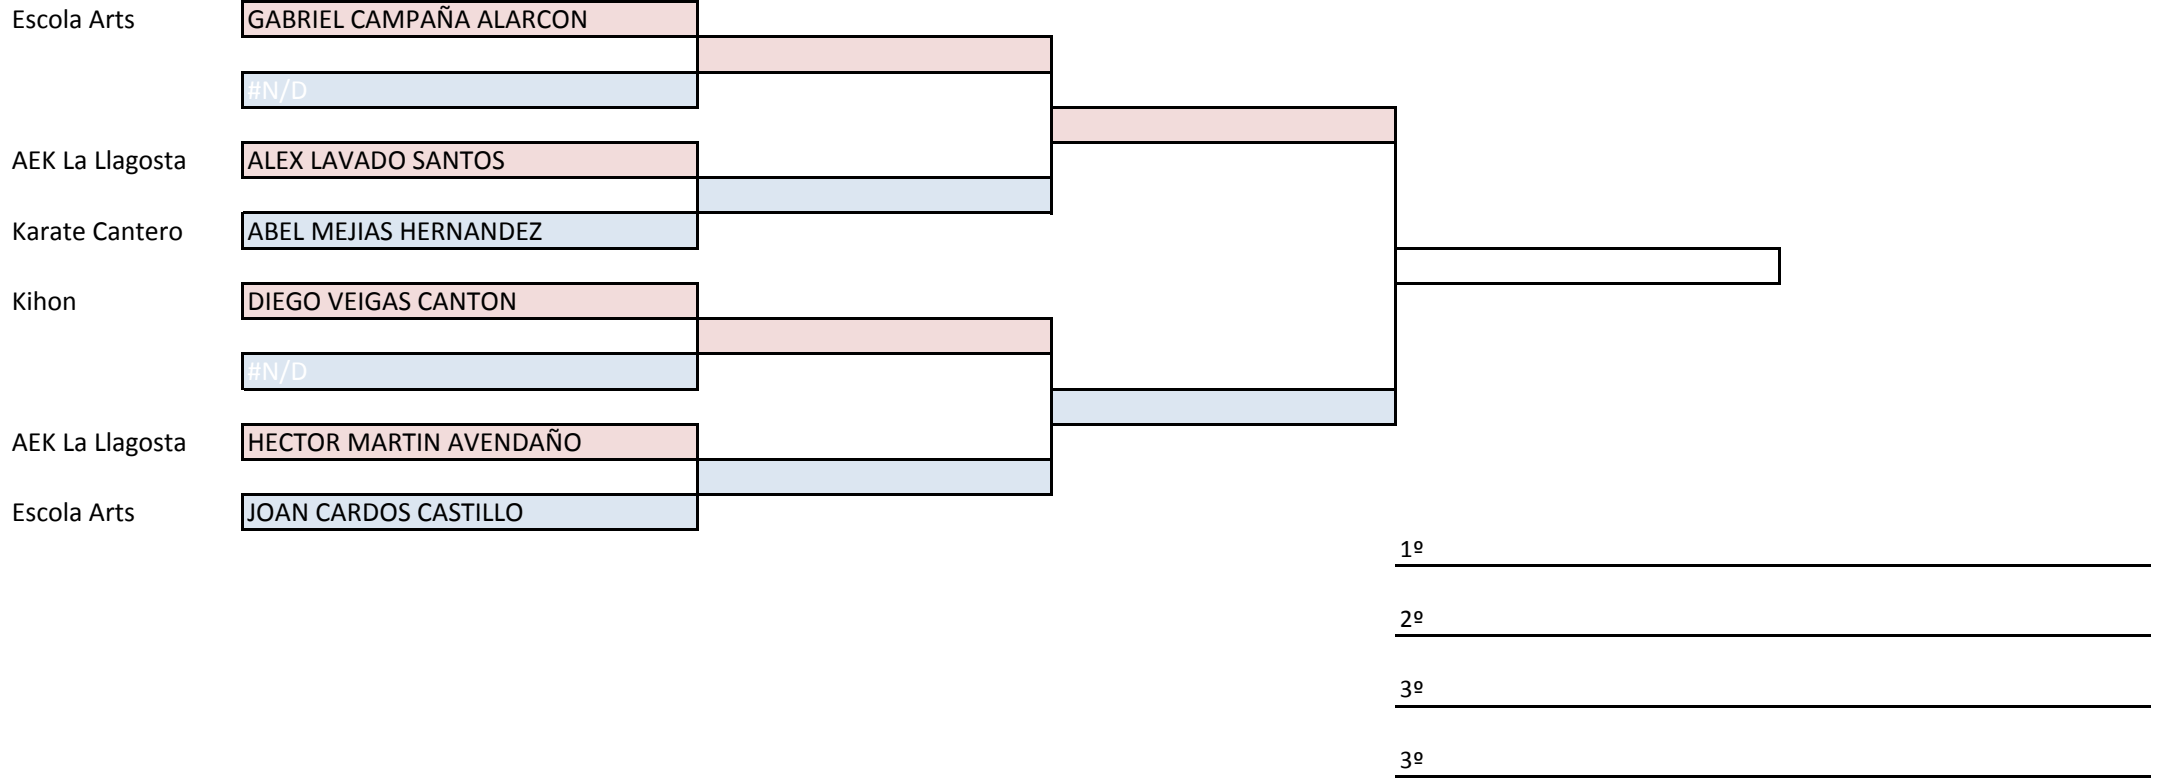 Escola Arts GABRIEL CAMPAÑA ALARCON
#N/D
AEK La Llagosta ALEX LAVADO SANTOS
Karate Cantero ABEL MEJIAS HERNANDEZ
Kihon DIEGO VEIGAS CANTON
#N/D
AEK La Llagosta HECTOR MARTIN AVENDAÑO
Escola Arts JOAN CARDOS CASTILLO
1º
2º
3º
3º